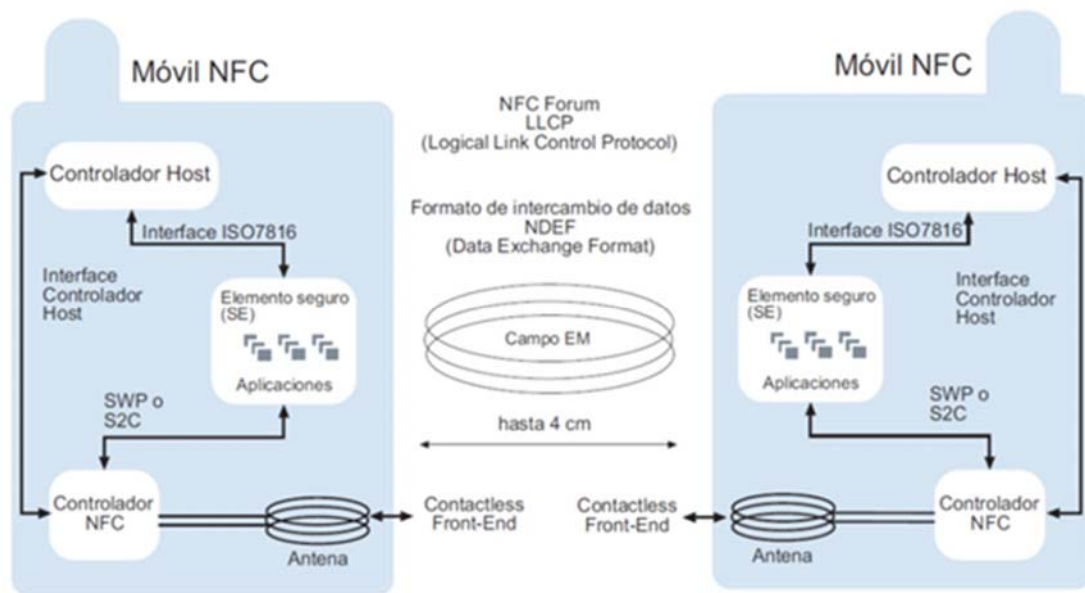 Móvil NFC
Controlador Host
Interface ISO7816
Interface
Controlador
Host
Elemento seguro
(SE)
Aplicaciones
SWP o
S2C
Controlador
NFC
Antena
Contactless
Front-End
NFC Forum
LLCP
(Logical Link Control Protocol)
Formato de intercambio de datos
NDEF
(Data Exchange Format)
Campo EM
hasta 4 cm
Móvil NFC
Controlador Host
Interface ISO7816
Interface
Controlador
Host
Elemento seguro
(SE)
Aplicaciones
SWP o
S2C
Contactless
Front-End
Antena
Controlador
NFC